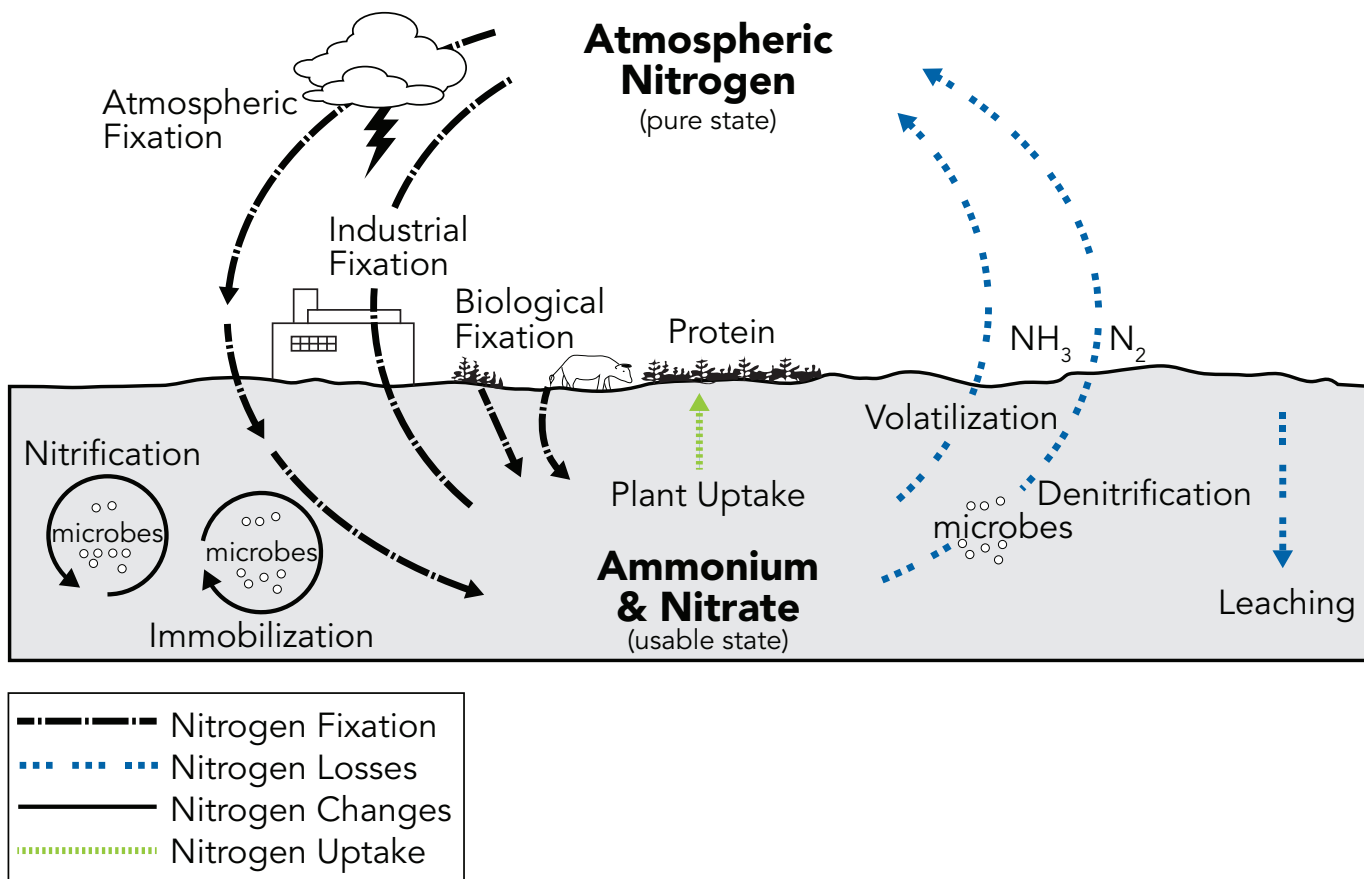 Atmospheric
Nitrogen
(pure state)
Atmospheric
Fixation
Industrial
Fixation
Biological
Fixation
Protein
NH₃
N₂
Volatilization
Nitrification
microbes
microbes
Immobilization
Plant Uptake
Denitrification
microbes
Ammonium
& Nitrate
(usable state)
Leaching
Nitrogen Fixation
Nitrogen Losses
Nitrogen Changes
Nitrogen Uptake